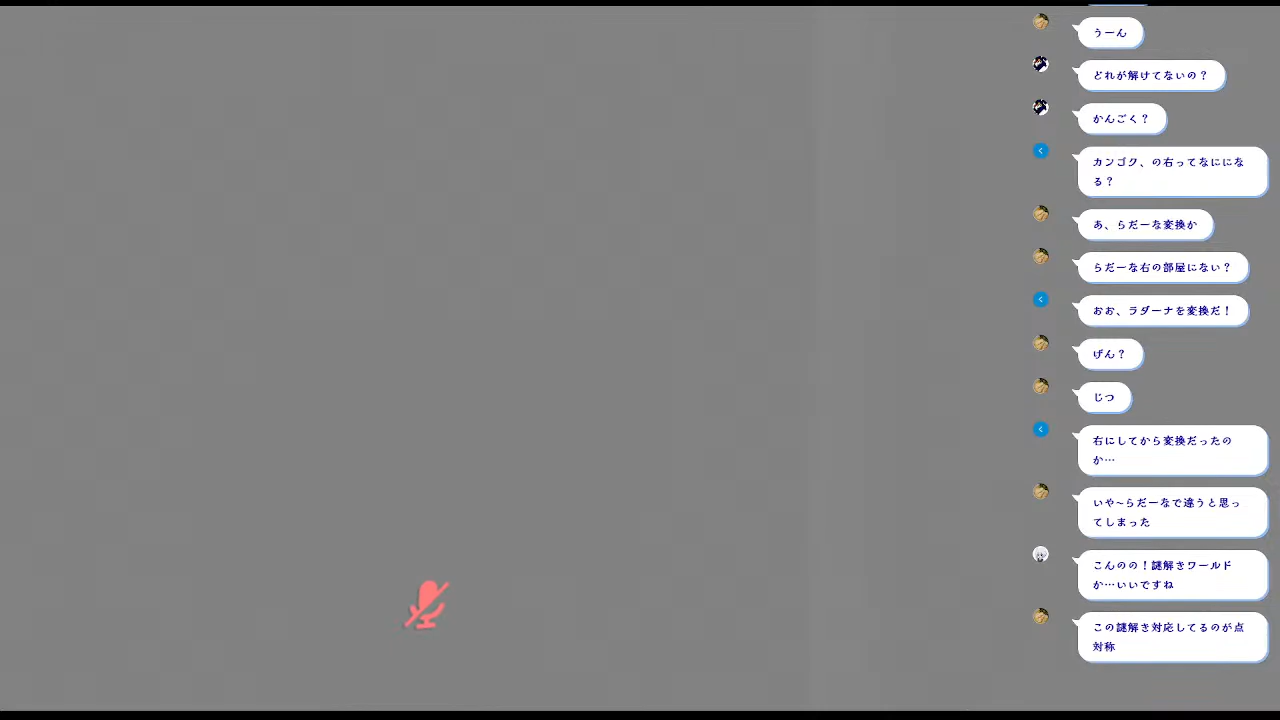 うーん
どれが解けてないの？
かんごく？
カンゴク、の右ってなににな
る？
あ、らだーな変換か
らだーな右の部屋にない？
おお、ラダーナを変換だ！
げん？
じつ
右にしてから変換だったの
か…
いや~らだーなで違うと思っ
てしまった
こんのの！謎解きワールド
か…いいですね
この謎解き対応してるのが点
対称